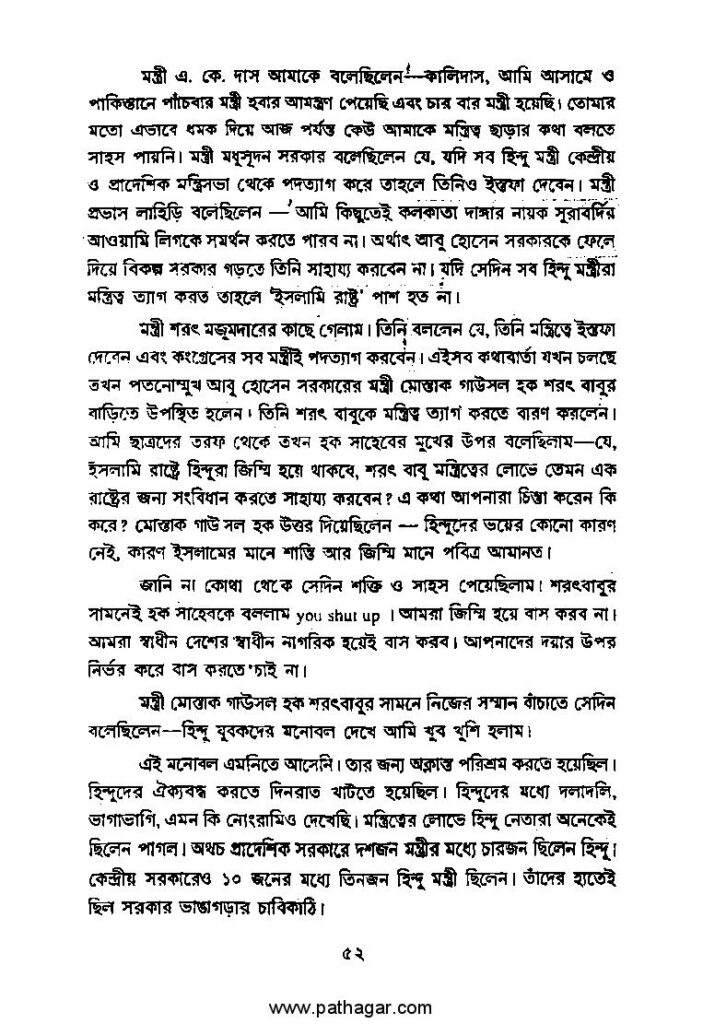 মন্ত্রী এ. কে. দাস আমাকে বলেছিলেন—কালিদাস, আমি আসামে ও
পাকিস্তানে পাঁচবার মন্ত্রী হবার আমন্ত্রণ পেয়েছি এবং চার বার মন্ত্রী হয়েছি। তোমার
মতো এভাবে ধমক দিয়ে আজ পর্যন্ত কেউ আমাকে মন্ত্রিত্ব ছাড়ার কথা বলতে
সাহস পায়নি। মন্ত্রী মধুসূদন সরকার বলেছিলেন যে, যদি সব হিন্দু মন্ত্রী কেন্দ্রীয়
ও প্রাদেশিক মন্ত্রিসভা থেকে পদত্যাগ করে তাহলে তিনিও ইস্তফা দেবেন। মন্ত্রী
প্রভাস লাহিড়ি বলেছিলেন — আমি কিছুতেই কলকাতা দাঙ্গার নায়ক সূরাবর্দির
আওয়ামি লিগকে সমর্থন করতে পারব না। অর্থাৎ আবু হোসেন সরকারকে ফেলে
দিয়ে বিকল্প সরকার গড়তে তিনি সাহায্য করবেন না। যদি সেদিন সব হিন্দু মন্ত্রীরা
মন্ত্রিত্ব ত্যাগ করত তাহলে 'ইসলামি রাষ্ট্র' পাশ হত না।
মন্ত্রী শরৎ মজুমদারের কাছে গেলাম। তিনি বললেন যে, তিনি মন্ত্রিত্বে ইস্তফা
দেবেন এবং কংগ্রেসের সব মন্ত্রীই পদত্যাগ করবেন। এইসব কথাবার্তা যখন চলছে
তখন পতনোন্মুখ আবু হোসেন সরকারের মন্ত্রী মোস্তাক গাউসল হক শরৎ বাবুর
বাড়িতে উপস্থিত হলেন। তিনি শরৎ বাবুকে মন্ত্রিত্ব ত্যাগ করতে বারণ করলেন।
আমি ছাত্রদের তরফ থেকে তখন হক সাহেবের মুখের উপর বলেছিলাম—যে,
ইসলামি রাষ্ট্রে হিন্দুরা জিম্মি হয়ে থাকবে, শরৎ বাবু মন্ত্রিত্বের লোভে তেমন এক
রাষ্ট্রের জন্য সংবিধান করতে সাহায্য করবেন? এ কথা আপনারা চিন্তা করেন কি
করে? মোস্তাক গাউসল হক উত্তর দিয়েছিলেন — হিন্দুদের ভয়ের কোনো কারণ
নেই, কারণ ইসলামের মানে শান্তি আর জিম্মি মানে পবিত্র আমানত।
জানি না কোথা থেকে সেদিন শক্তি ও সাহস পেয়েছিলাম। শরৎবাবুর
সামনেই হক সাহেবকে বললাম you shut up । আমরা জিম্মি হয়ে বাস করব না।
আমরা স্বাধীন দেশের স্বাধীন নাগরিক হয়েই বাস করব। আপনাদের দয়ার উপর
নির্ভর করে বাস করতে চাই না।
মন্ত্রী মোস্তাক গাউসল হক শরৎবাবুর সামনে নিজের সম্মান বাঁচাতে সেদিন
বলেছিলেন--হিন্দু যুবকদের মনোবল দেখে আমি খুব খুশি হলাম।
এই মনোবল এমনিতে আসেনি। তার জন্য অক্লান্ত পরিশ্রম করতে হয়েছিল।
হিন্দুদের ঐক্যবদ্ধ করতে দিনরাত খাটতে হয়েছিল। হিন্দুদের মধ্যে দলাদলি,
ভাগাভাগি, এমন কি নোংরামিও দেখেছি। মন্ত্রিত্বের লোভে হিন্দু নেতারা অনেকেই
ছিলেন পাগল। অথচ প্রাদেশিক সরকারে দশজন মন্ত্রীর মধ্যে চারজন ছিলেন হিন্দু।
কেন্দ্রীয় সরকারেও ১০ জনের মধ্যে তিনজন হিন্দু মন্ত্রী ছিলেন। তাঁদের হাতেই
ছিল সরকার ভাঙাগড়ার চাবিকাঠি।
৫২
www.pathagar.com